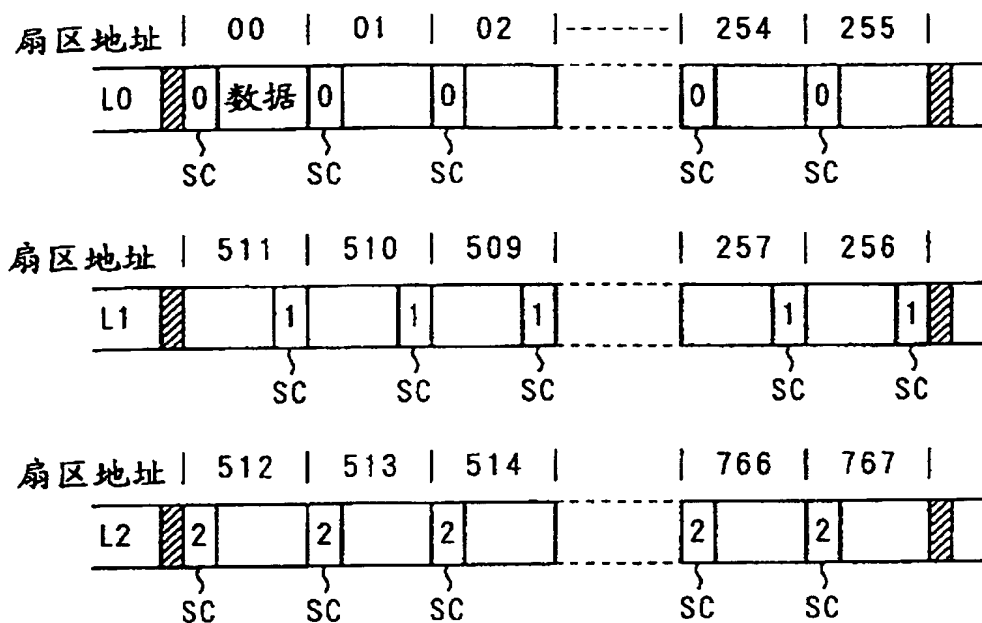 扇区地址 | 00 | 01 | 02 | 254 | 255 |
L0 0 数据 0 0 0 0
SC SC SC SC SC
扇区地址 | 511 | 510 | 509 | 257 | 256 |
L1 1 1 1 1 1
SC SC SC SC SC
扇区地址 | 512 | 513 | 514 | 766 | 767 |
L2 2 2 2 2 2
SC SC SC SC SC